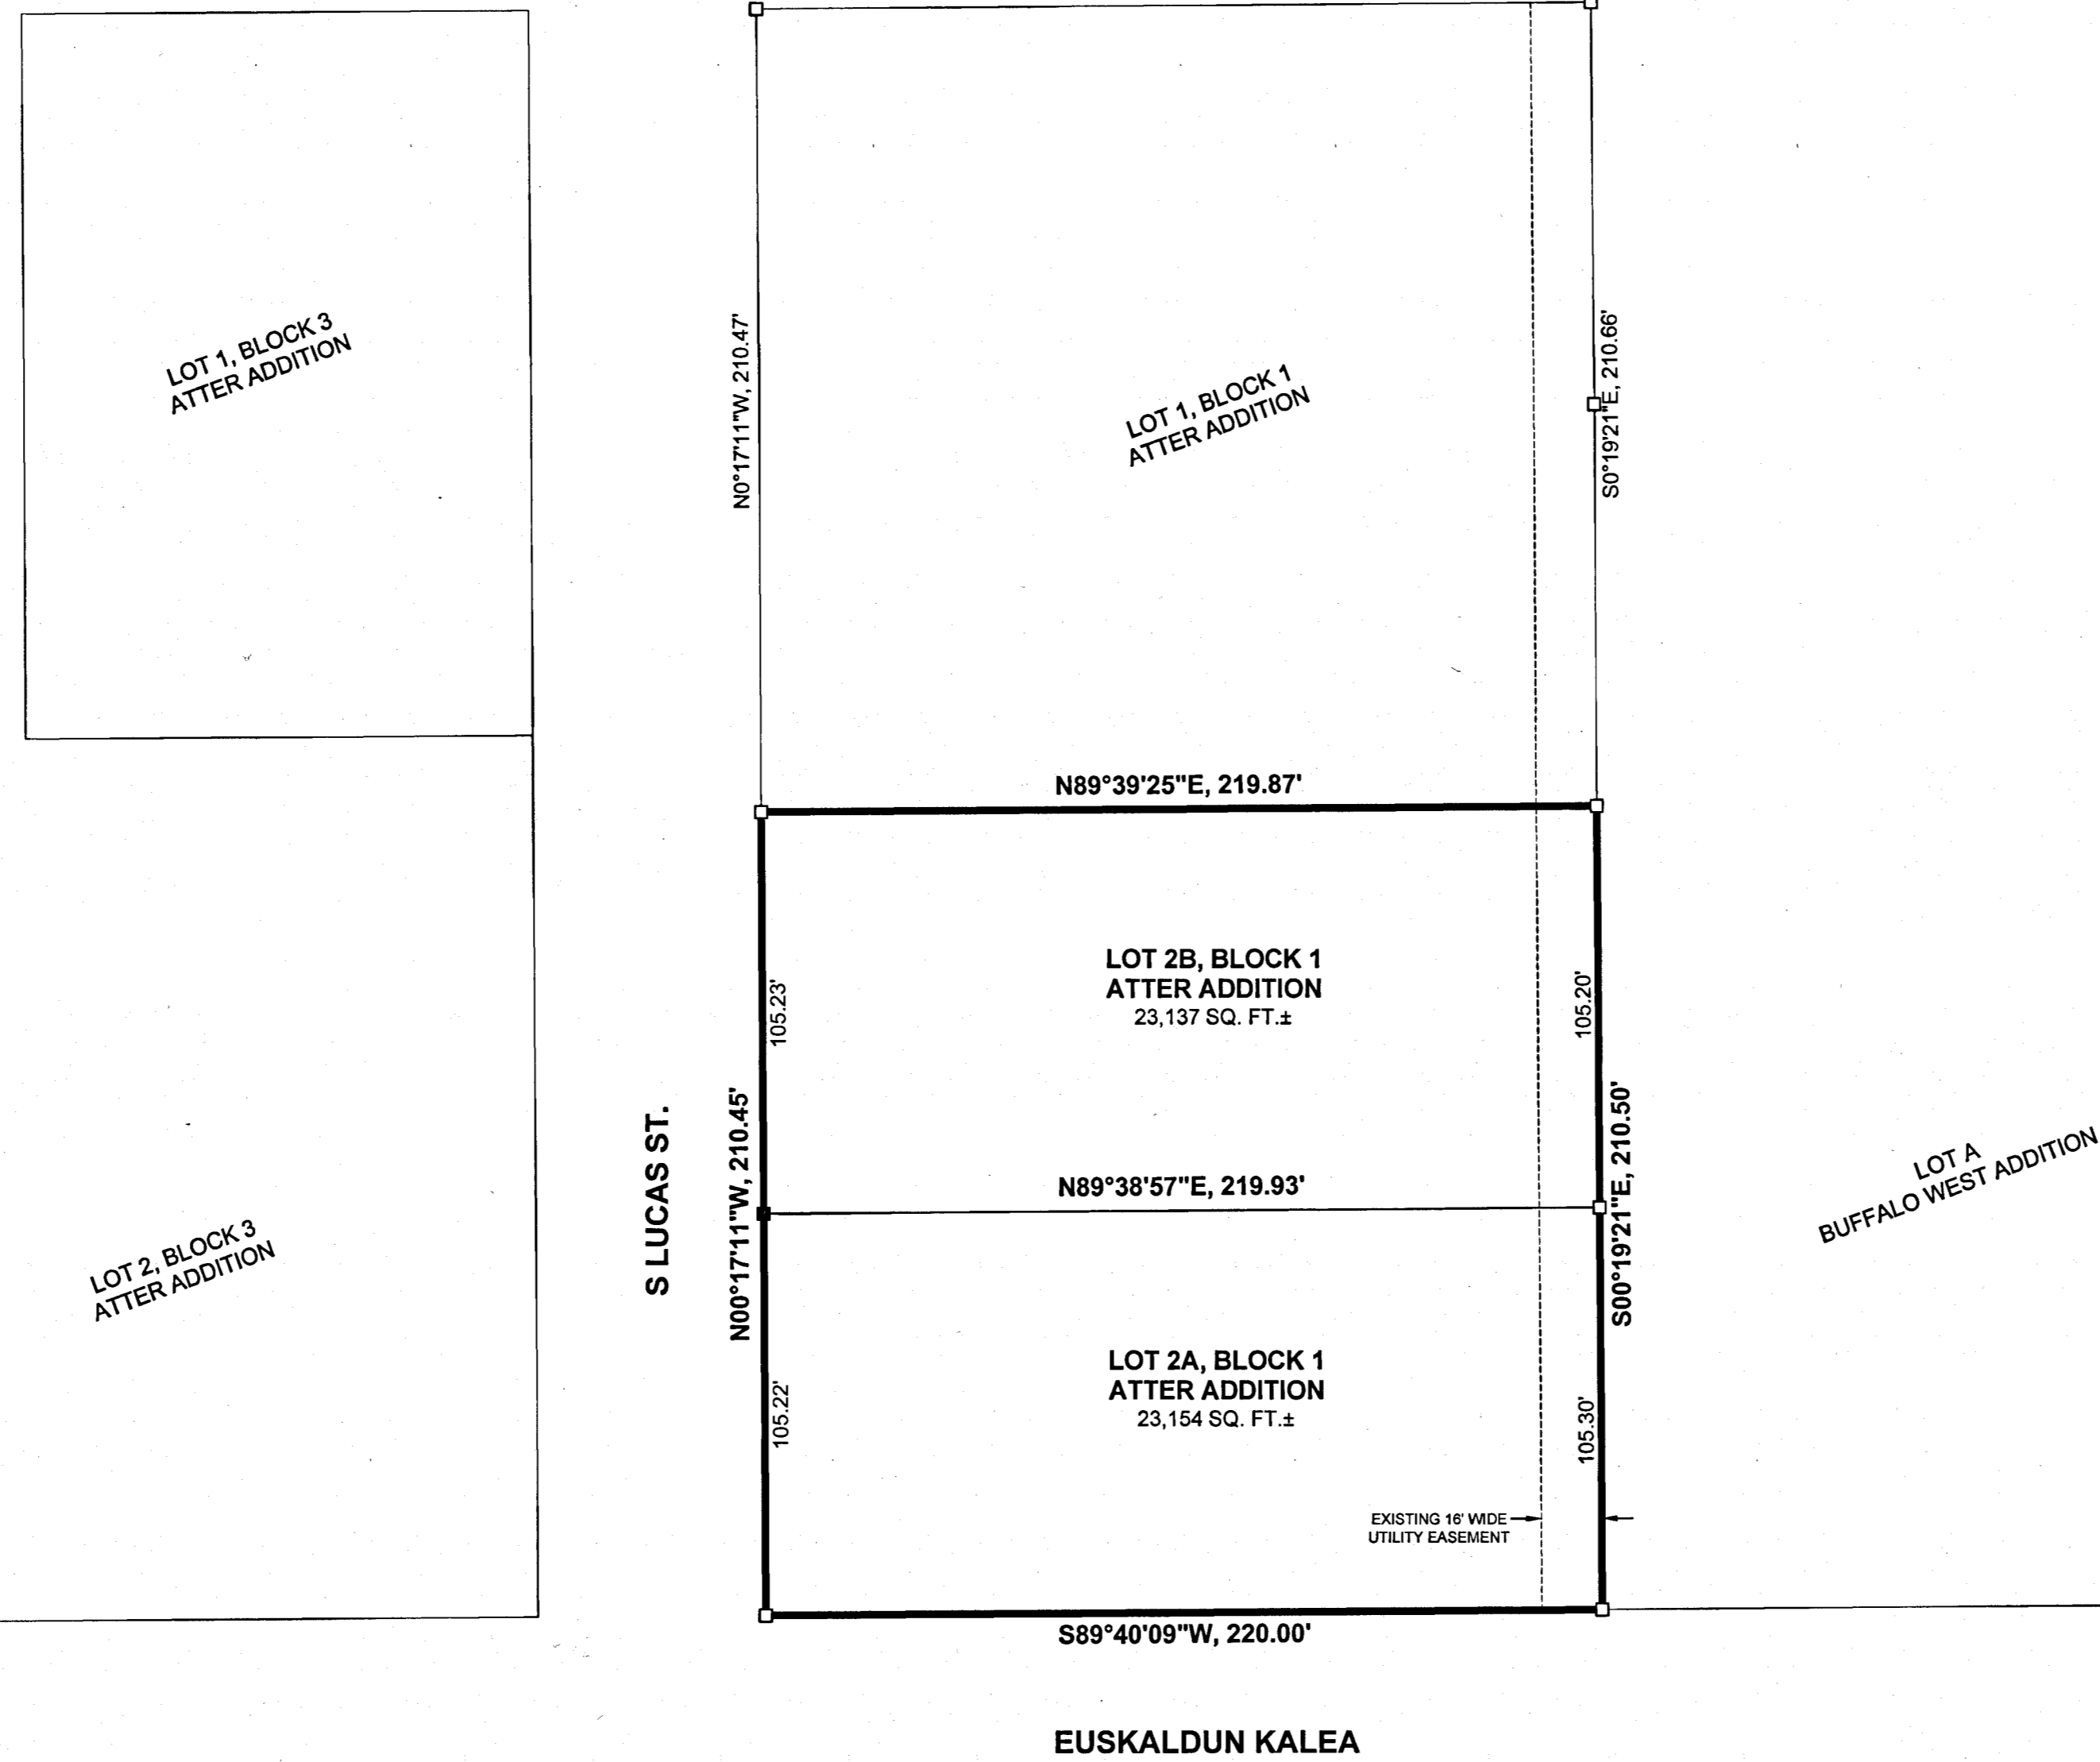 LOT 1, BLOCK 3
ATTER ADDITION
N0°17'11"W, 210.47'
LOT 1, BLOCK 1
ATTER ADDITION
S0°19'21"E, 210.66'
N89°39'25"E, 219.87'
LOT 2B, BLOCK 1
ATTER ADDITION
23,137 SQ. FT.±
105.23'
105.20'
S LUCAS ST.
N00°17'11"W, 210.45'
N89°38'57"E, 219.93'
S00°19'21"E, 210.50'
LOT A
BUFFALO WEST ADDITION
LOT 2, BLOCK 3
ATTER ADDITION
LOT 2A, BLOCK 1
ATTER ADDITION
23,154 SQ. FT.±
105.22'
105.30'
EXISTING 16' WIDE
UTILITY EASEMENT
S89°40'09"W, 220.00'
EUSKALDUN KALEA